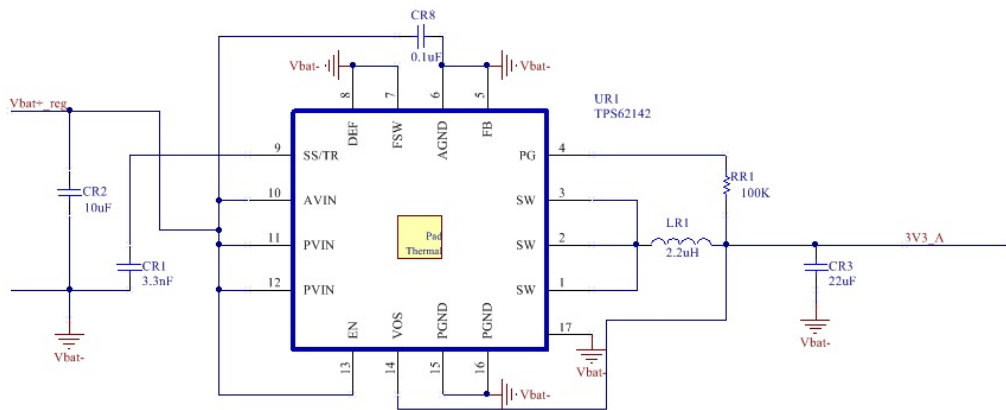 CR8
0.1uF
Vbat-
Vbat-
8
7
6
5
UR1
TPS62142
DEF
FSW
AGND
FB
Vbat+_reg
9
SS/TR
PG
4
CR2
10uF
10
AVIN
SW
3
RR1
100K
11
PVIN
Pad
Thermal
SW
2
LR1
2.2uH
3V3_A
CR1
3.3nF
12
PVIN
SW
1
CR3
22uF
EN
VOS
PGND
PGND
17
Vbat-
13
14
15
16
Vbat-
Vbat-
Vbat-